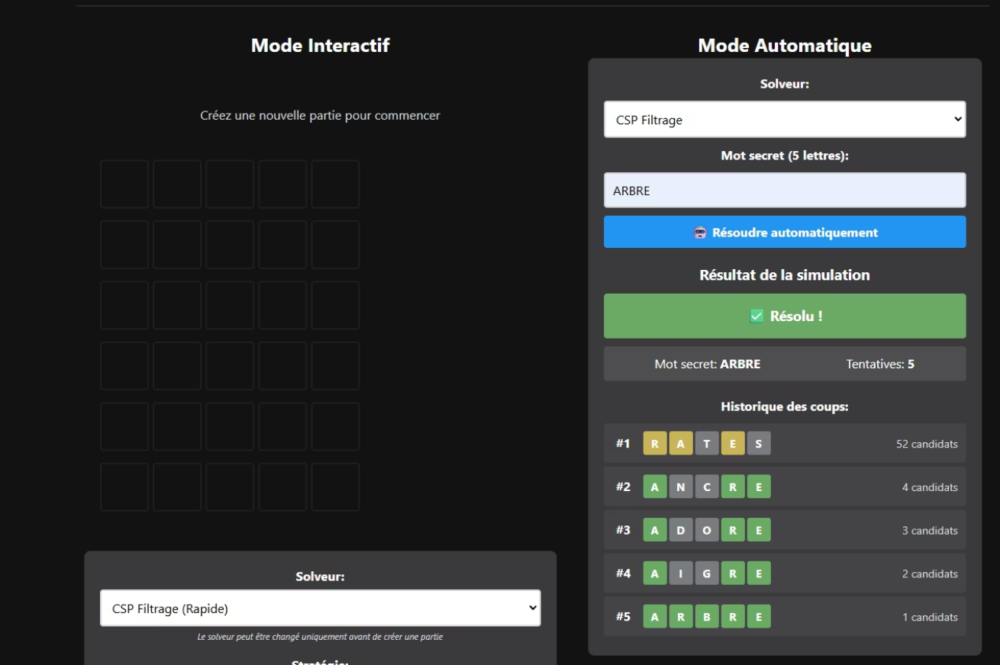 Mode Interactif
Créez une nouvelle partie pour commencer
Solveur:
CSP Filtrage (Rapide)
Le solveur peut être changé uniquement avant de créer une partie
Stratégie:
Mode Automatique
Solveur:
CSP Filtrage
Mot secret (5 lettres):
ARBRE
Résoudre automatiquement
Résultat de la simulation
Résolu !
Mot secret: ARBRE Tentatives: 5
Historique des coups:
#1 R A T E S 52 candidats
#2 A N C R E 4 candidats
#3 A D O R E 3 candidats
#4 A I G R E 2 candidats
#5 A R B R E 1 candidats